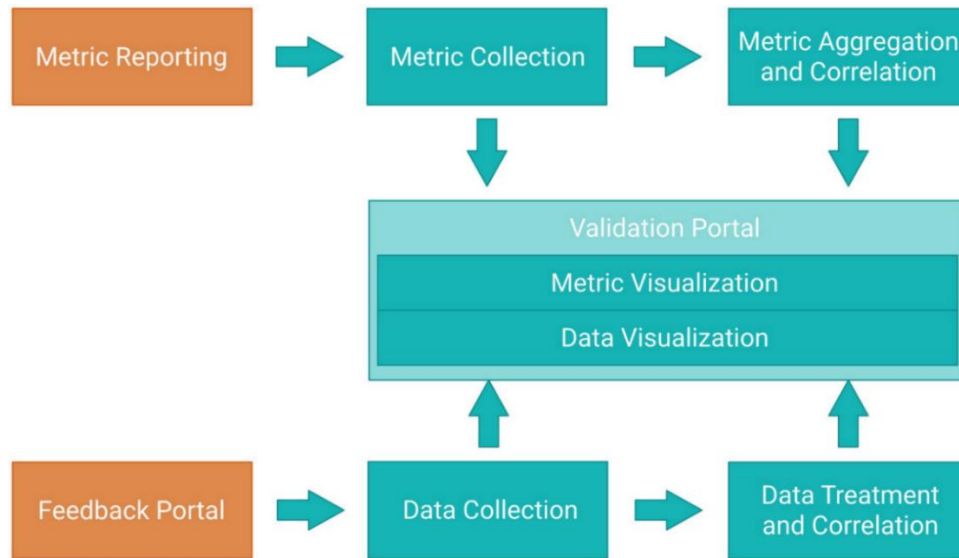 Metric Reporting
Metric Collection
Metric Aggregation
and Correlation
Validation Portal
Metric Visualization
Data Visualization
Feedback Portal
Data Collection
Data Treatment
and Correlation